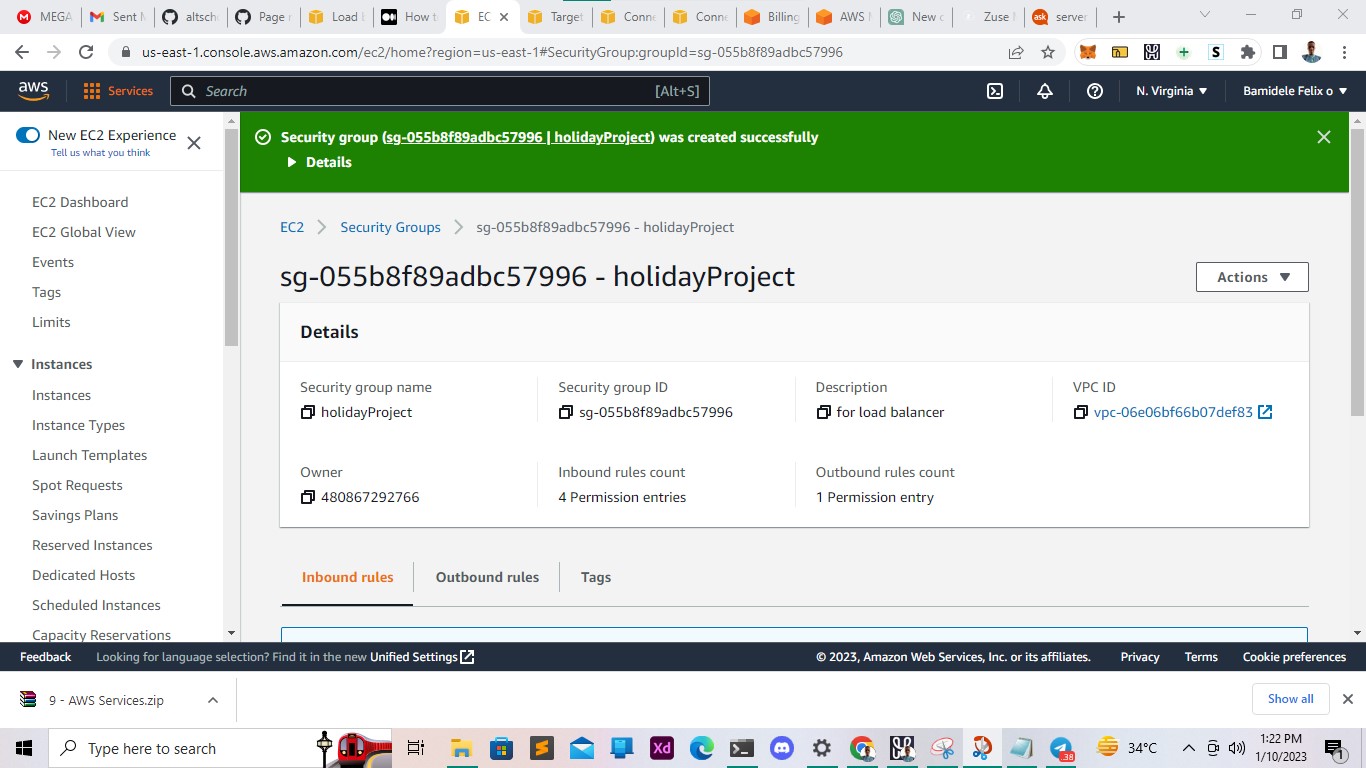 MEGA
Sent M
altsch
Page r
Load b
How t
EC
Target
Conne
Conne
Billing
AWS M
New c
Zuse
server
us-east-1.console.aws.amazon.com/ec2/home?region=us-east-1#SecurityGroup:groupId=sg-055b8f89adbc57996
aws
Services
Search
[Alt+S]
N. Virginia
Bamidele Felix o
New EC2 Experience
Tell us what you think
Security group (sg-055b8f89adbc57996 | holidayProject) was created successfully
Details
EC2 Dashboard
EC2 Global View
Events
Tags
Limits
Instances
Instances
Instance Types
Launch Templates
Spot Requests
Savings Plans
Reserved Instances
Dedicated Hosts
Scheduled Instances
Capacity Reservations
EC2
Security Groups
sg-055b8f89adbc57996 - holidayProject
sg-055b8f89adbc57996 - holidayProject
Actions
Details
Security group name
holidayProject
Security group ID
sg-055b8f89adbc57996
Description
for load balancer
VPC ID
vpc-06e06bf66b07def83
Owner
480867292766
Inbound rules count
4 Permission entries
Outbound rules count
1 Permission entry
Inbound rules
Outbound rules
Tags
Feedback
Looking for language selection? Find it in the new Unified Settings
© 2023, Amazon Web Services, Inc. or its affiliates.
Privacy
Terms
Cookie preferences
9 - AWS Services.zip
Show all
Type here to search
Xd
.38
34°C
1:22 PM
1/10/2023
1